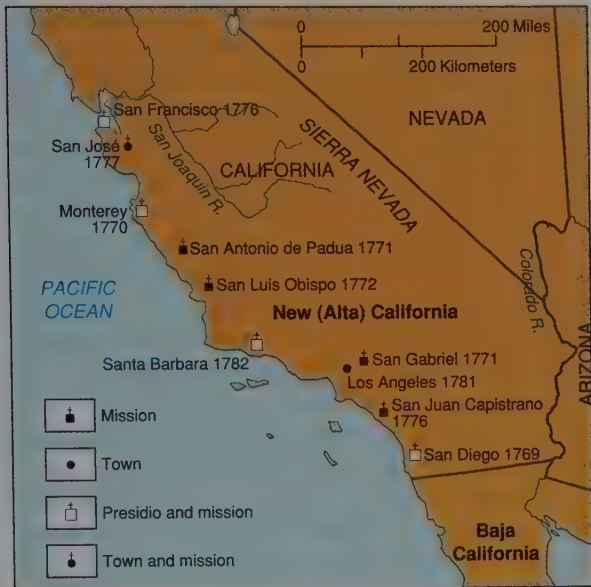 0 200 Miles
0 200 Kilometers
NEVADA
San Francisco 1776
SIERRA NEVADA
San José
1777
San Joaquin R.
CALIFORNIA
Monterey
1770
San Antonio de Padua 1771
Colorado R.
San Luis Obispo 1772
PACIFIC
OCEAN
New (Alta) California
ARIZONA
Santa Barbara 1782
San Gabriel 1771
Los Angeles 1781
San Juan Capistrano
1776
San Diego 1769
Mission
Town
Presidio and mission
Town and mission
Baja
California